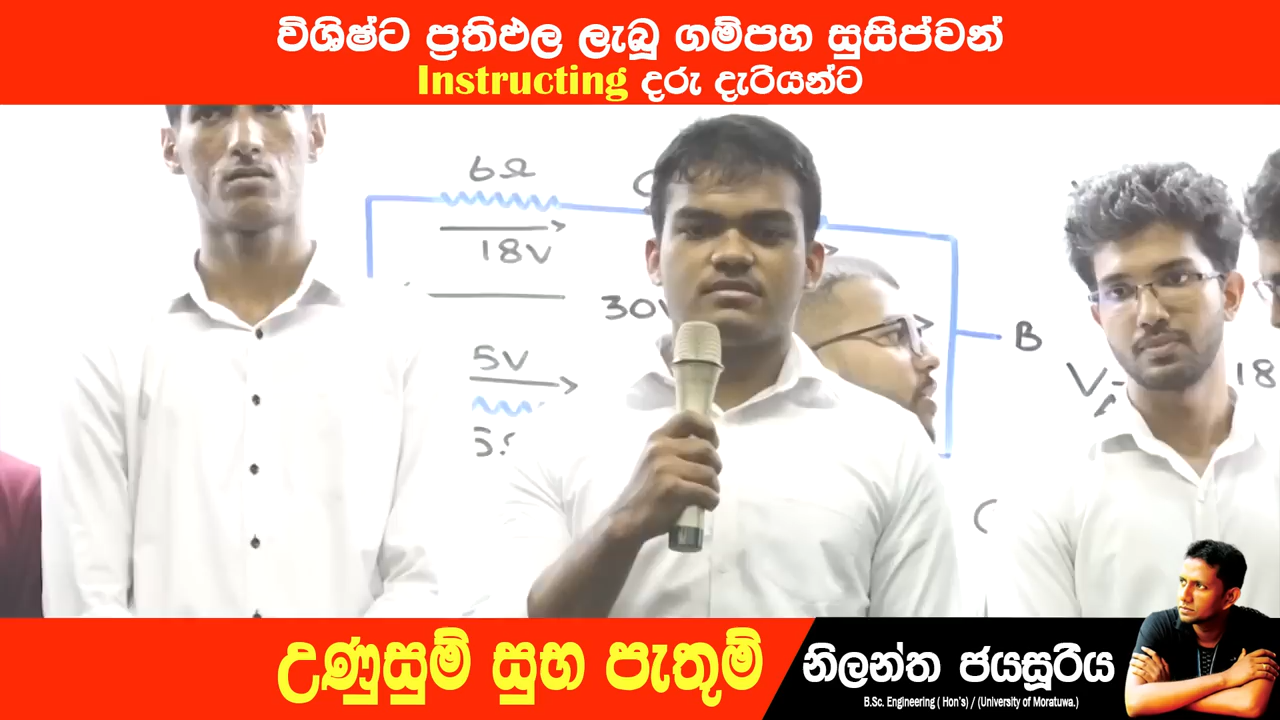 විශිෂ්ට ප්‍රතිඵල ලැබූ ගම්පහ සුසිප්වන්
Instructing දරු දැරියන්ට
6Ω
18V
30V
5V
B
18
උණුසුම් සුභ පැතුම්
නිලන්ත ජයසූරිය
B.Sc. Engineering ( Hon's) / (University of Moratuwa.)